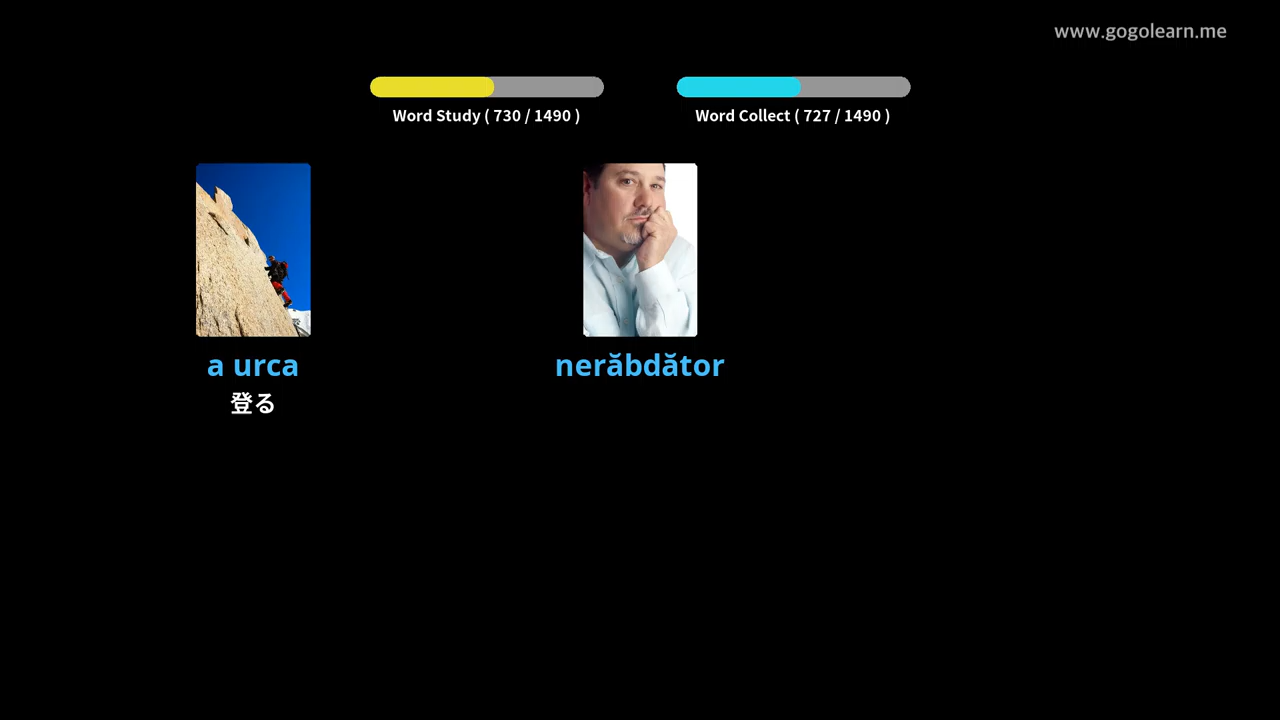 www.gogolearn.me
Word Study ( 730 / 1490 )
Word Collect ( 727 / 1490 )
a urca
登る
nerăbdător